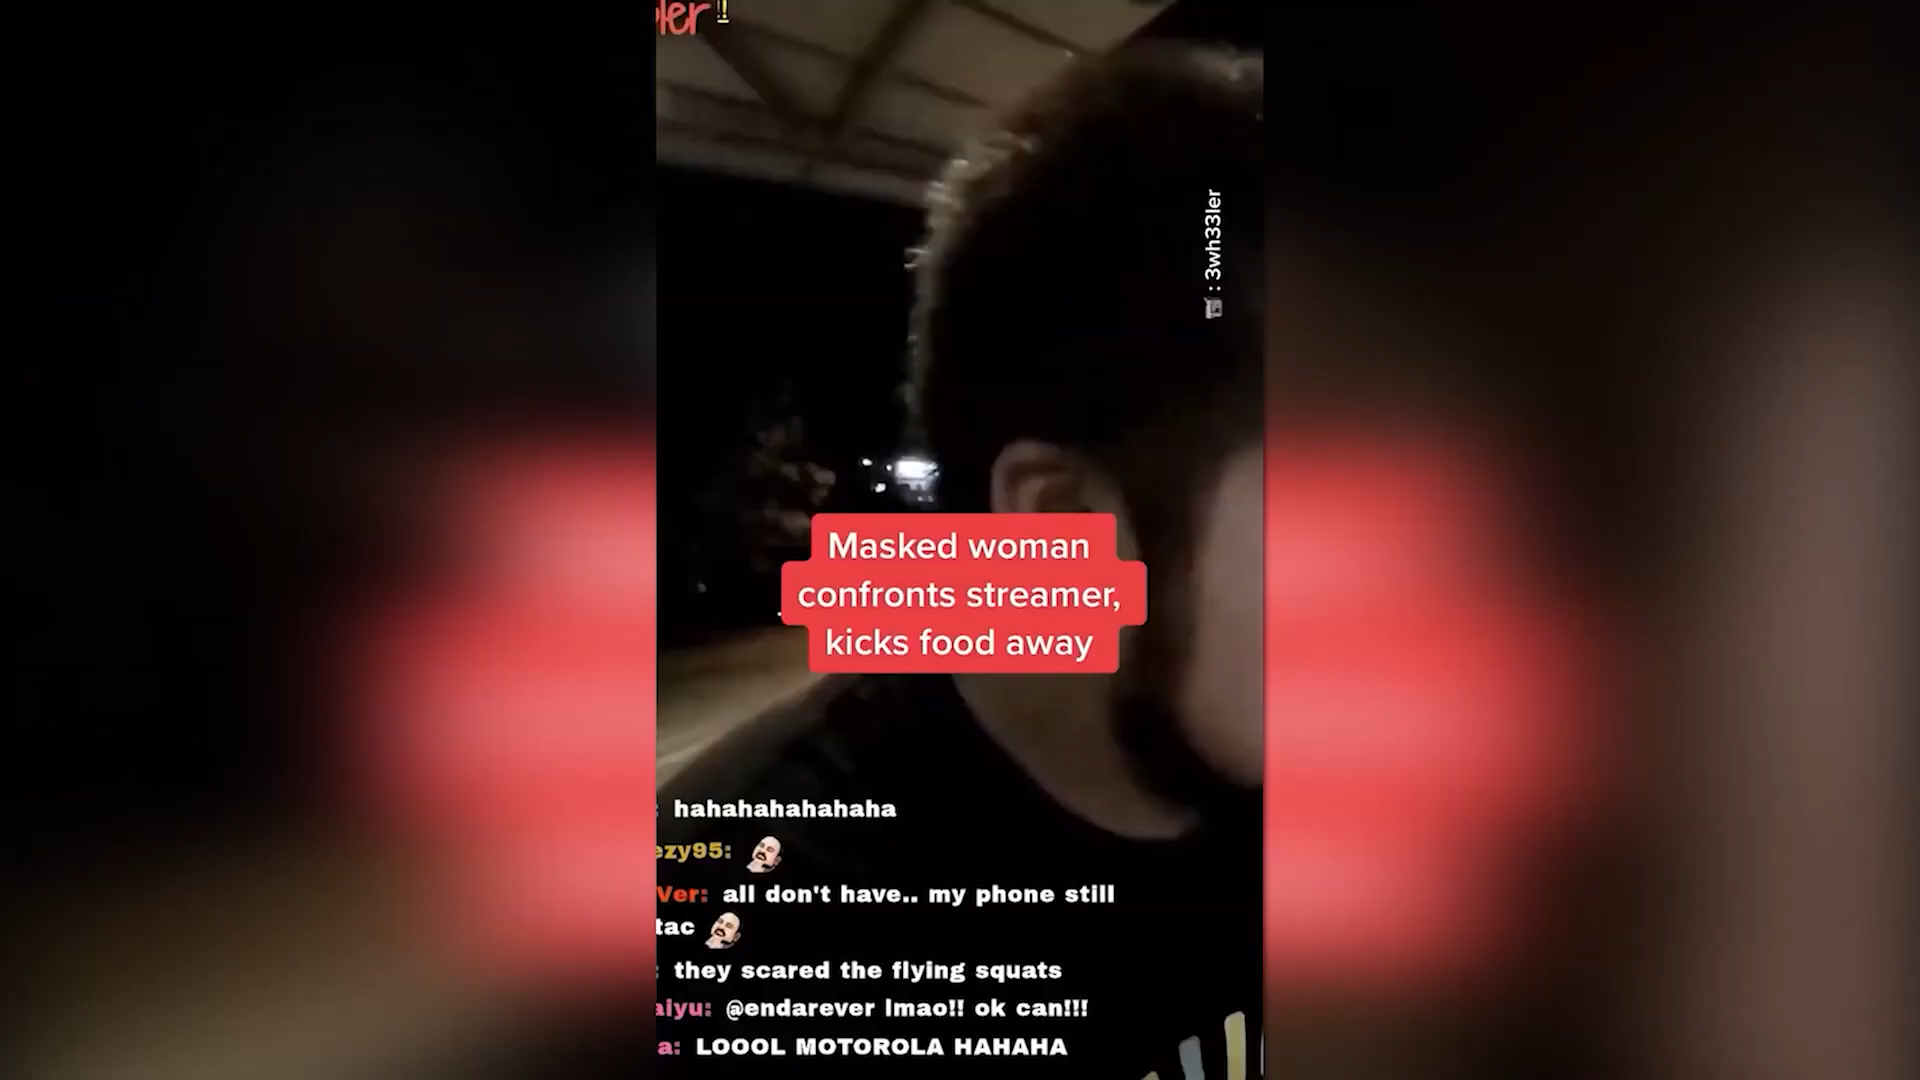 ler!!
: 3wh33ler
Masked woman
confronts streamer,
kicks food away
: hahahahahahaha
ezy95:
Ver: all don't have.. my phone still
tac
: they scared the flying squats
aiyu: @endarever lmao!! ok can!!!
a: LOOOL MOTOROLA HAHAHA